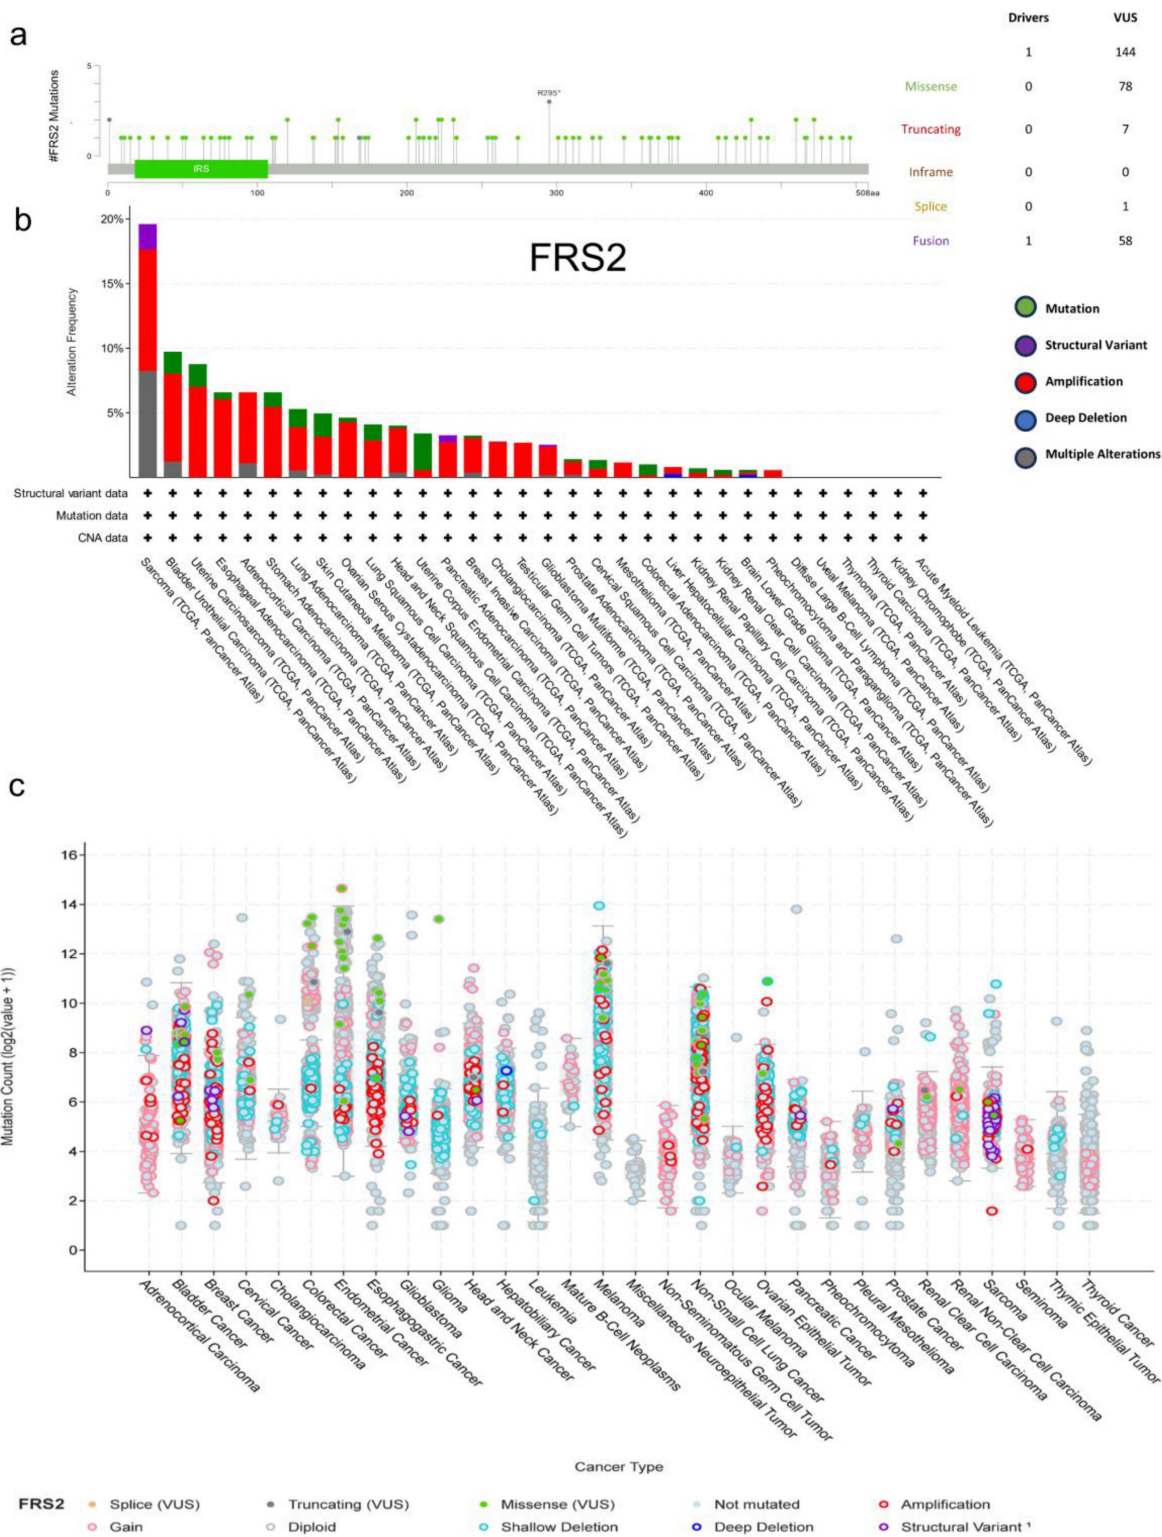 a
Drivers VUS
1 144
Missense 0 78
Truncating 0 7
Inframe 0 0
Splice 0 1
Fusion 1 58
#FRS2 Mutations
5
0
R295*
IRS
0 100 200 300 400 508aa
b
FRS2
Alteration Frequency
20%
15%
10%
5%
Mutation
Structural Variant
Amplification
Deep Deletion
Multiple Alterations
Structural variant data
Mutation data
CNA data
Sarcoma (TCGA, PanCancer Atlas)
Bladder Urothelial Carcinoma (TCGA, PanCancer Atlas)
Uterine Carcinosarcoma (TCGA, PanCancer Atlas)
Esophageal Adenocarcinoma (TCGA, PanCancer Atlas)
Adrenocortical Carcinoma (TCGA, PanCancer Atlas)
Stomach Adenocarcinoma (TCGA, PanCancer Atlas)
Lung Adenocarcinoma (TCGA, PanCancer Atlas)
Skin Cutaneous Melanoma (TCGA, PanCancer Atlas)
Ovarian Serous Cystadenocarcinoma (TCGA, PanCancer Atlas)
Lung Squamous Cell Carcinoma (TCGA, PanCancer Atlas)
Head and Neck Squamous Cell Carcinoma (TCGA, PanCancer Atlas)
Uterine Corpus Endometrial Carcinoma (TCGA, PanCancer Atlas)
Pancreatic Adenocarcinoma (TCGA, PanCancer Atlas)
Breast Invasive Carcinoma (TCGA, PanCancer Atlas)
Cholangiocarcinoma (TCGA, PanCancer Atlas)
Testicular Germ Cell Tumors (TCGA, PanCancer Atlas)
Glioblastoma Multiforme (TCGA, PanCancer Atlas)
Prostate Adenocarcinoma (TCGA, PanCancer Atlas)
Cervical Squamous Cell Carcinoma (TCGA, PanCancer Atlas)
Mesothelioma (TCGA, PanCancer Atlas)
Colorectal Adenocarcinoma (TCGA, PanCancer Atlas)
Liver Hepatocellular Carcinoma (TCGA, PanCancer Atlas)
Kidney Renal Papillary Cell Carcinoma (TCGA, PanCancer Atlas)
Kidney Renal Clear Cell Carcinoma (TCGA, PanCancer Atlas)
Brain Lower Grade Glioma (TCGA, PanCancer Atlas)
Pheochromocytoma and Paraganglioma (TCGA, PanCancer Atlas)
Diffuse Large B-Cell Lymphoma (TCGA, PanCancer Atlas)
Uveal Melanoma (TCGA, PanCancer Atlas)
Thymoma (TCGA, PanCancer Atlas)
Thyroid Carcinoma (TCGA, PanCancer Atlas)
Kidney Chromophobe (TCGA, PanCancer Atlas)
Acute Myeloid Leukemia (TCGA, PanCancer Atlas)
c
Mutation Count (log2(value + 1))
16
14
12
10
8
6
4
2
0
Adrenocortical Carcinoma
Bladder Cancer
Breast Cancer
Cervical Cancer
Cholangiocarcinoma
Colorectal Cancer
Endometrial Cancer
Esophagogastric Cancer
Glioblastoma
Glioma
Head and Neck Cancer
Hepatobiliary Cancer
Leukemia
Mature B-Cell Neoplasms
Melanoma
Miscellaneous Neuroepithelial Tumor
Non-Seminomatous Germ Cell Tumor
Non-Small Cell Lung Cancer
Ocular Melanoma
Ovarian Epithelial Tumor
Pancreatic Cancer
Pheochromocytoma
Pleural Mesothelioma
Prostate Cancer
Renal Clear Cell Carcinoma
Renal Non-Clear Cell Carcinoma
Sarcoma
Seminoma
Thymic Epithelial Tumor
Thyroid Cancer
Cancer Type
FRS2 Splice (VUS) Truncating (VUS) Missense (VUS) Not mutated Amplification
Gain Diploid Shallow Deletion Deep Deletion Structural Variant ¹